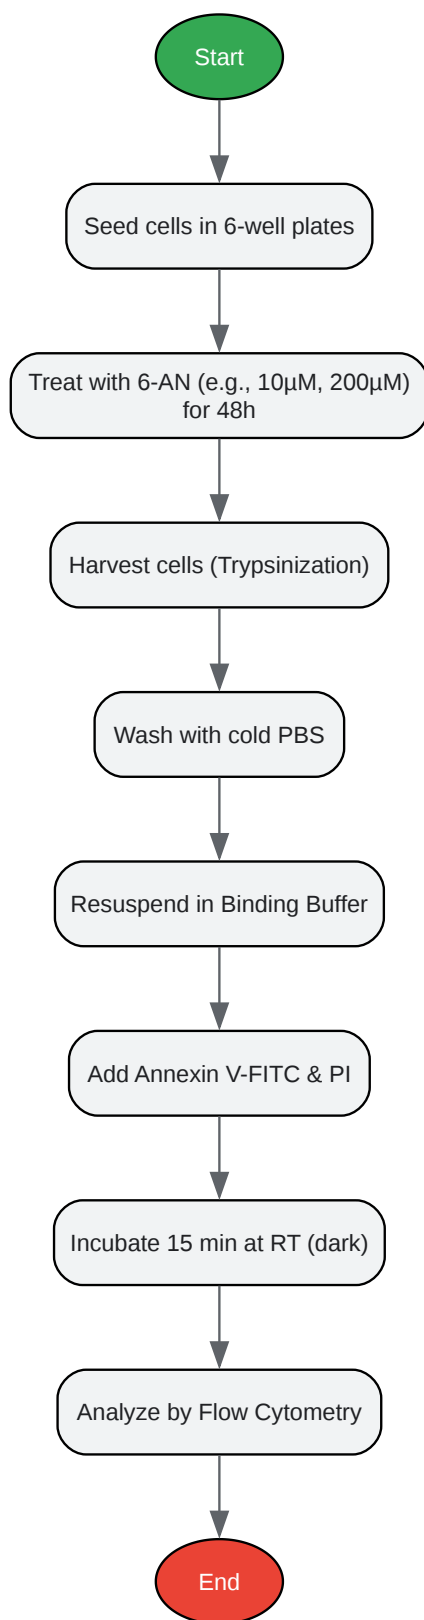 Start
Seed cells in 6-well plates
Treat with 6-AN (e.g., 10µM, 200µM)
for 48h
Harvest cells (Trypsinization)
Wash with cold PBS
Resuspend in Binding Buffer
Add Annexin V-FITC & PI
Incubate 15 min at RT (dark)
Analyze by Flow Cytometry
End